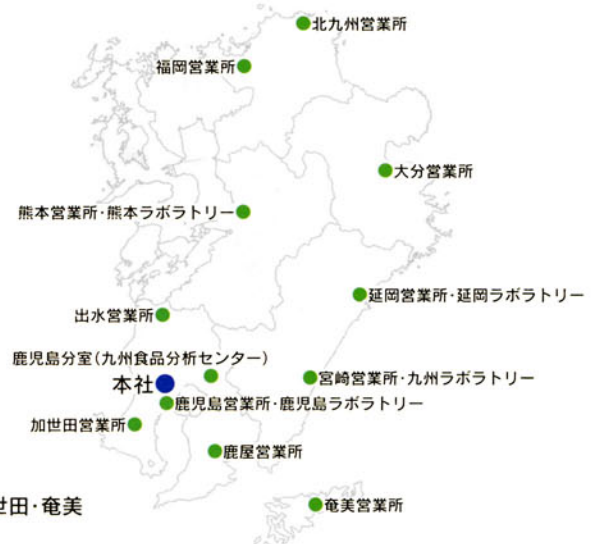 北九州営業所
福岡営業所
大分営業所
熊本営業所・熊本ラボラトリー
延岡営業所・延岡ラボラトリー
出水営業所
鹿児島分室(九州食品分析センター)
本社
宮崎営業所・九州ラボラトリー
鹿児島営業所・鹿児島ラボラトリー
加世田営業所
鹿屋営業所
奄美営業所
世田・奄美